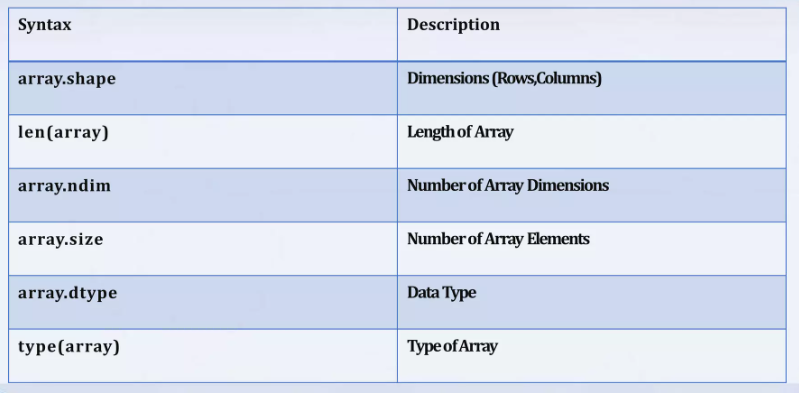 Syntax Description
array.shape Dimensions (Rows,Columns)
len(array) Length of Array
array.ndim Number of Array Dimensions
array.size Number of Array Elements
array.dtype Data Type
type(array) Type of Array